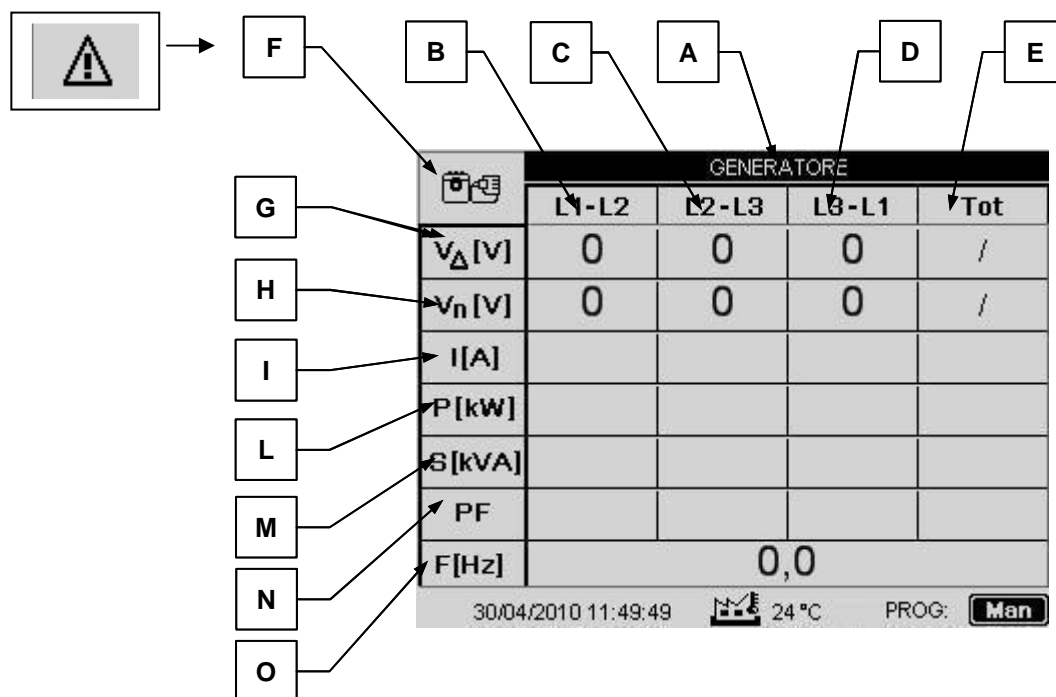 F B C A D E
GENERATORE
L1-L2 L2-L3 L3-L1 Tot
G
VΔ[V] 0 0 0 /
H
Vn[V] 0 0 0 /
I
I[A]
L
P[kW]
M
S[kVA]
N
PF
O
F[Hz] 0,0
30/04/2010 11:49:49 24 °C PROG: Man